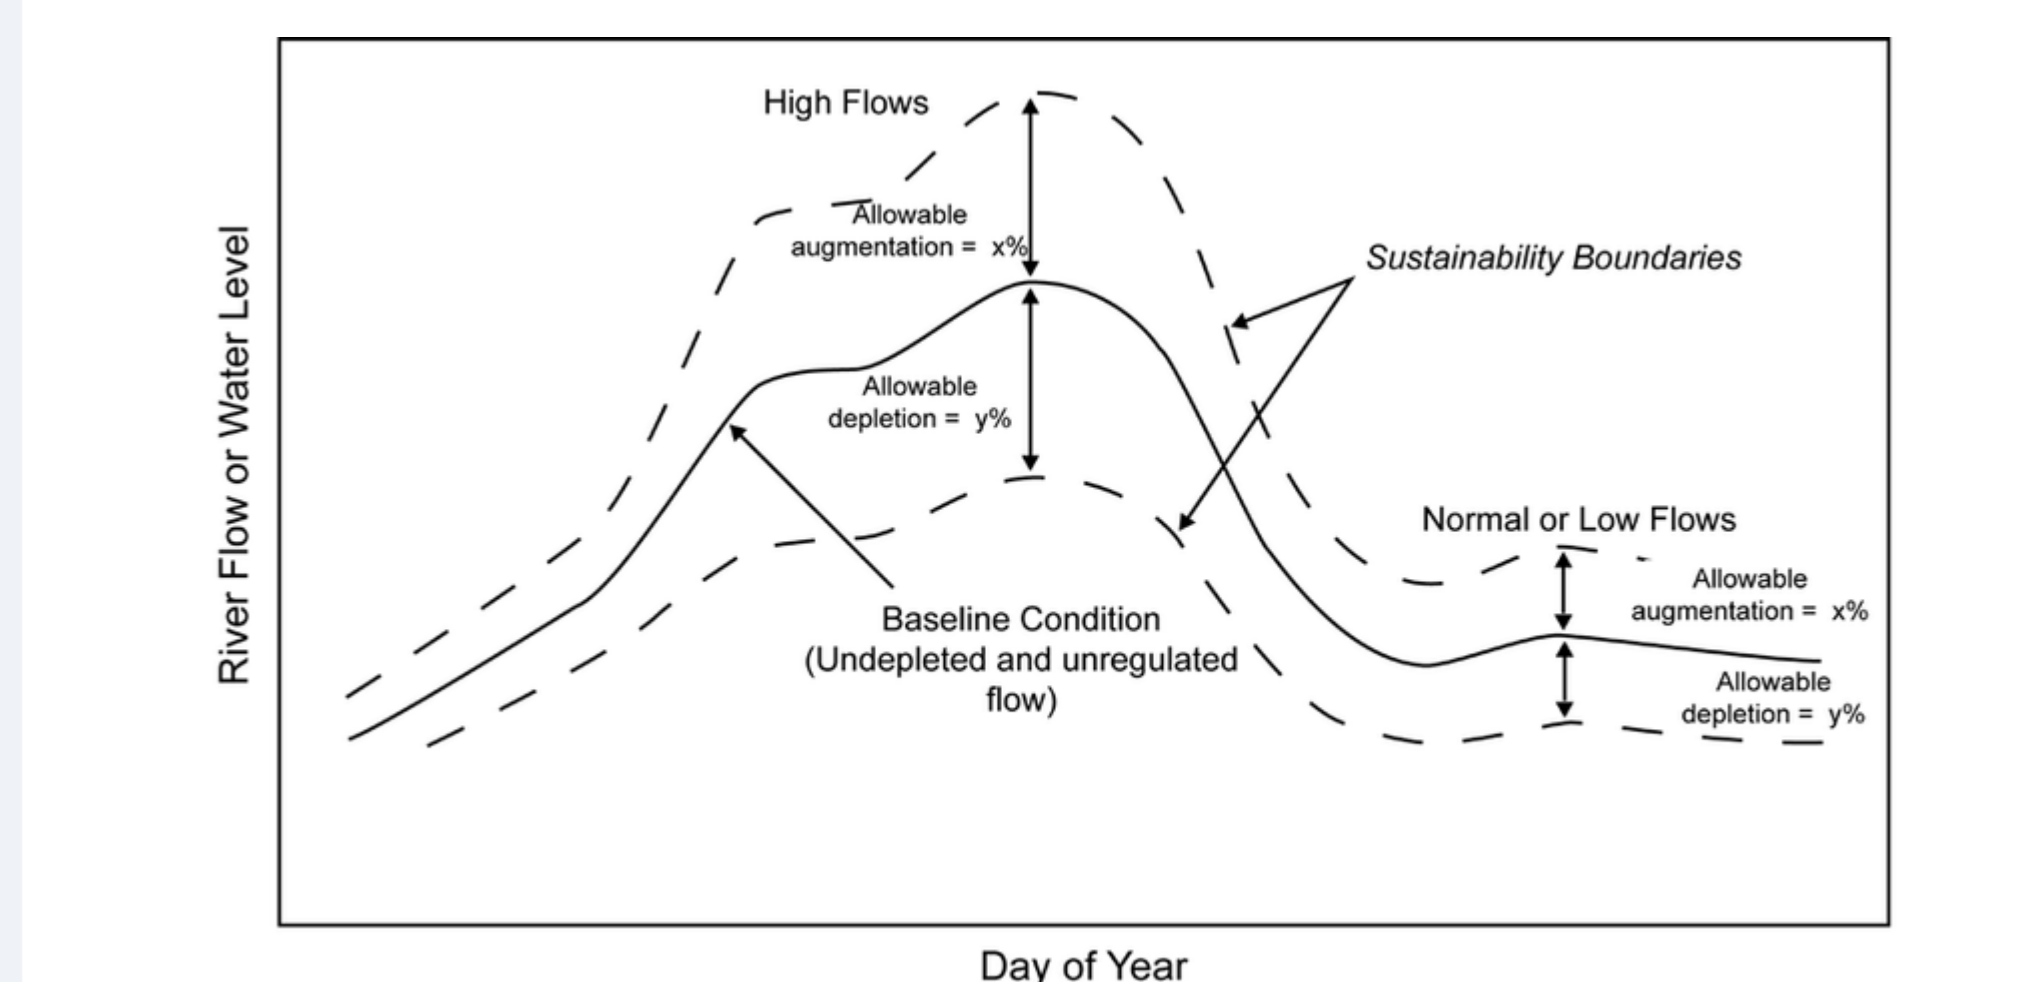 High Flows
Allowable
augmentation = x%
Sustainability Boundaries
River Flow or Water Level
Allowable
depletion = y%
Normal or Low Flows
Allowable
augmentation = x%
Baseline Condition
(Undepleted and unregulated
flow)
Allowable
depletion = y%
Day of Year